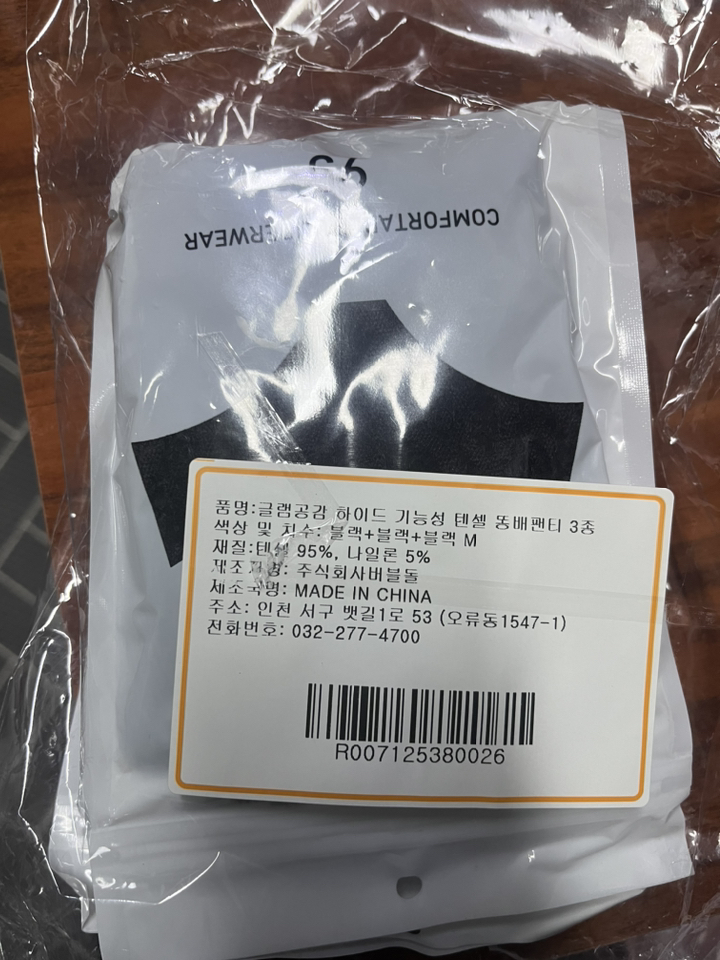 95
COMFORTABLE UNDERWEAR
품명:글램공감 하이드 기능성 텐셀 똥배팬티 3종
색상 및 치수: 블랙+블랙+블랙 M
재질:텐셀 95%, 나일론 5%
제조자명: 주식회사버블돌
제조국명: MADE IN CHINA
주소: 인천 서구 뱃길1로 53 (오류동1547-1)
전화번호: 032-277-4700
R007125380026